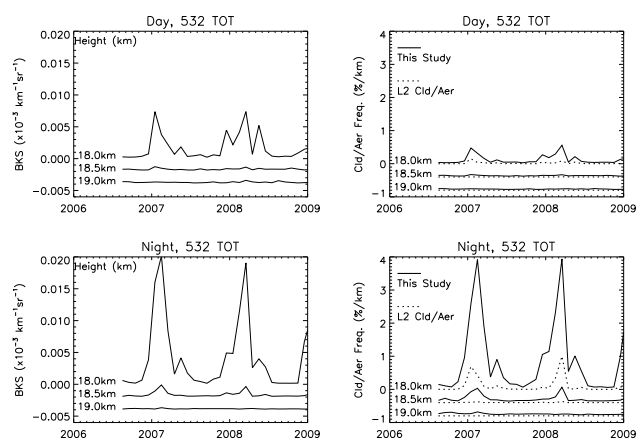 Day, 532 TOT
Day, 532 TOT
BKS (x10⁻³ km⁻¹sr⁻¹)
0.020
0.015
0.010
0.005
0.000
−0.005
Height (km)
18.0km
18.5km
19.0km
2006 2007 2008 2009
Cld/Aer Freq. (%/km)
4
3
2
1
0
−1
This Study
L2 Cld/Aer
18.0km
18.5km
19.0km
2006 2007 2008 2009
Night, 532 TOT
Night, 532 TOT
BKS (x10⁻³ km⁻¹sr⁻¹)
0.020
0.015
0.010
0.005
0.000
−0.005
Height (km)
18.0km
18.5km
19.0km
2006 2007 2008 2009
Cld/Aer Freq. (%/km)
4
3
2
1
0
−1
This Study
L2 Cld/Aer
18.0km
18.5km
19.0km
2006 2007 2008 2009